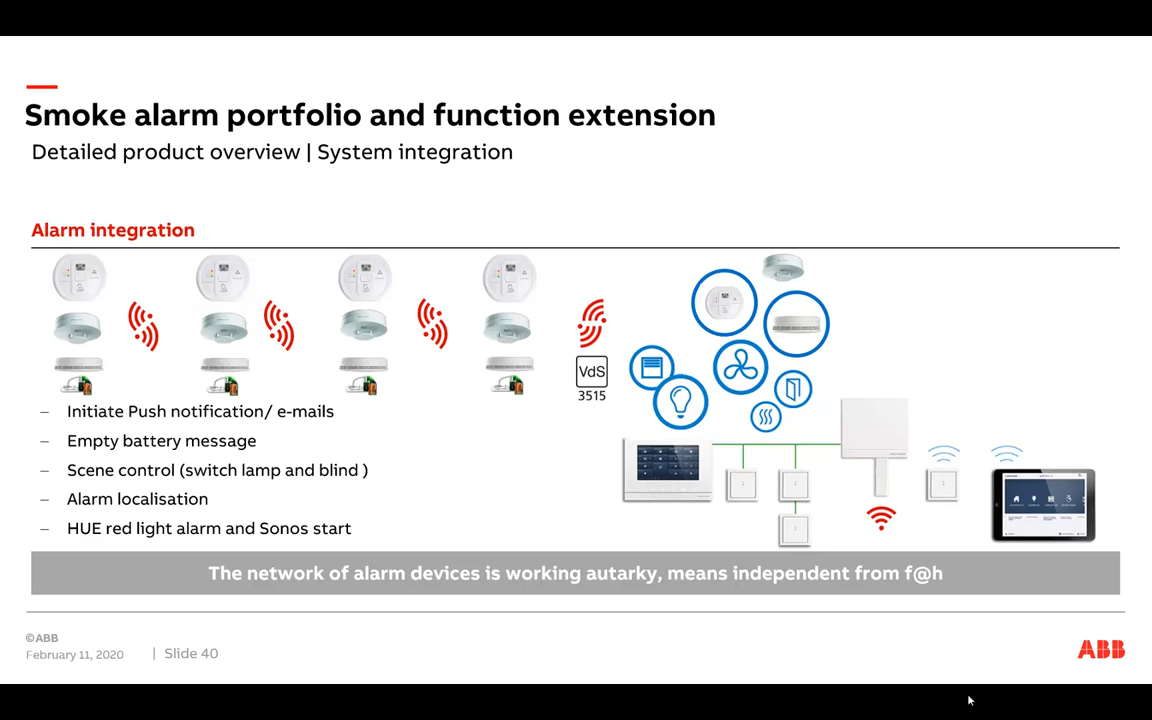 Smoke alarm portfolio and function extension
Detailed product overview | System integration
Alarm integration
VdS
3515
– Initiate Push notification/ e-mails
– Empty battery message
– Scene control (switch lamp and blind )
– Alarm localisation
– HUE red light alarm and Sonos start
The network of alarm devices is working autarky, means independent from f@h
©ABB
February 11, 2020 | Slide 40
ABB